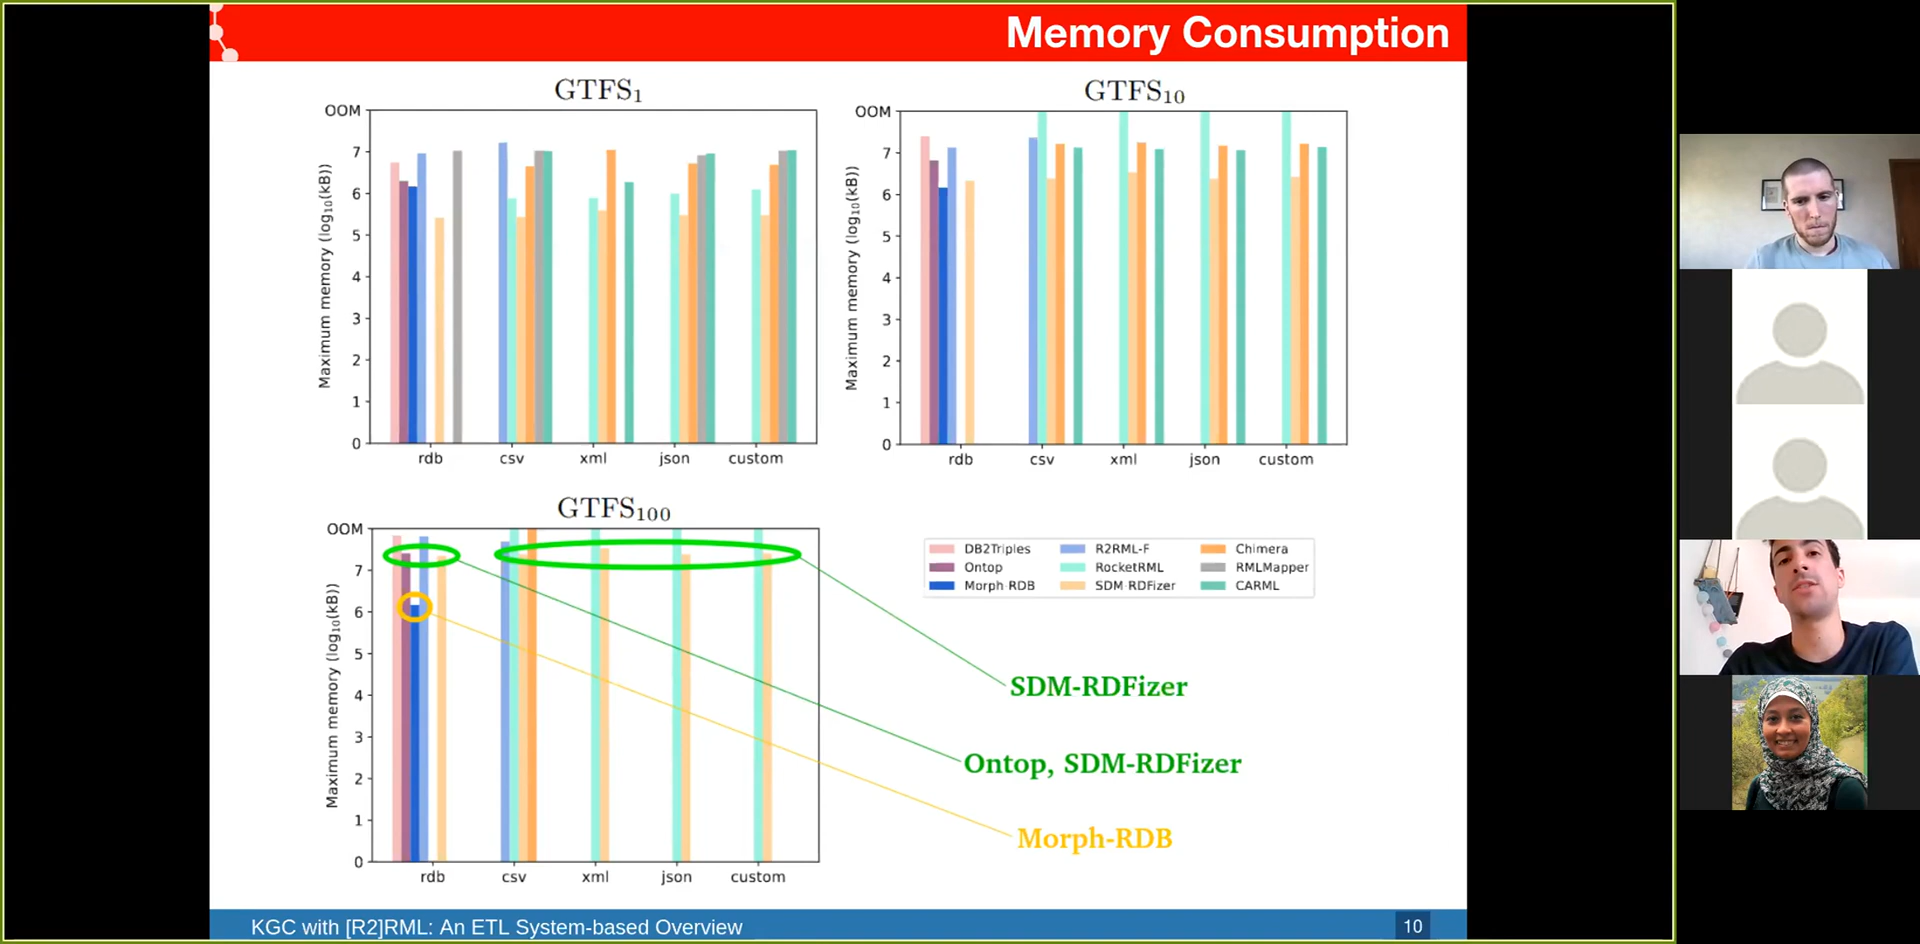 Memory Consumption
GTFS1
OOM
7
6
5
4
3
2
1
0
Maximum memory (log10(kB))
rdb csv xml json custom
GTFS10
OOM
7
6
5
4
3
2
1
0
Maximum memory (log10(kB))
rdb csv xml json custom
GTFS100
OOM
7
6
5
4
3
2
1
0
Maximum memory (log10(kB))
rdb csv xml json custom
DB2Triples R2RML-F Chimera
Ontop RocketRML RMLMapper
Morph-RDB SDM-RDFizer CARML
SDM-RDFizer
Ontop, SDM-RDFizer
Morph-RDB
KGC with [R2]RML: An ETL System-based Overview
10